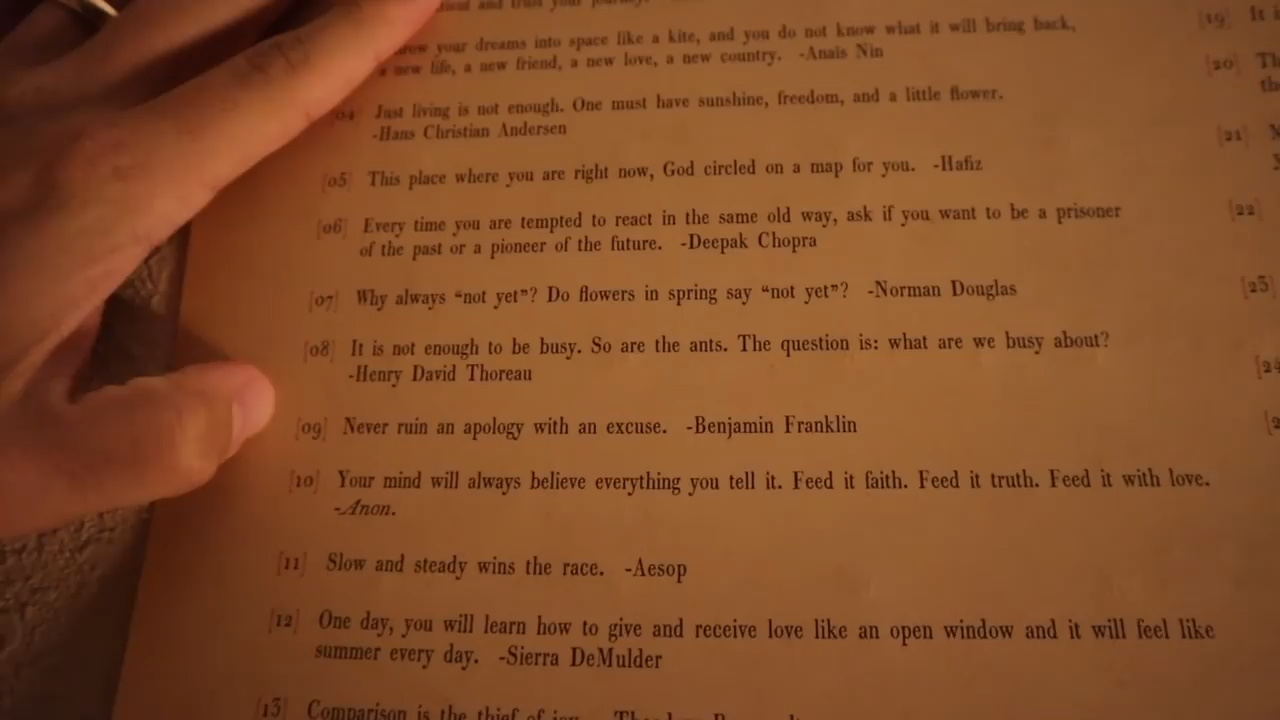 and trust your journey.
your dreams into space like a kite, and you do not know what it will bring back,
a new life, a new friend, a new love, a new country. -Anais Nin
[04] Just living is not enough. One must have sunshine, freedom, and a little flower.
-Hans Christian Andersen
[05] This place where you are right now, God circled on a map for you. -Hafiz
[06] Every time you are tempted to react in the same old way, ask if you want to be a prisoner
of the past or a pioneer of the future. -Deepak Chopra
[07] Why always “not yet”? Do flowers in spring say “not yet”? -Norman Douglas
[08] It is not enough to be busy. So are the ants. The question is: what are we busy about?
-Henry David Thoreau
[09] Never ruin an apology with an excuse. -Benjamin Franklin
[10] Your mind will always believe everything you tell it. Feed it faith. Feed it truth. Feed it with love.
-Anon.
[11] Slow and steady wins the race. -Aesop
[12] One day, you will learn how to give and receive love like an open window and it will feel like
summer every day. -Sierra DeMulder
[13] Comparison is the thief of
[19] It
[20]
[21]
[22]
[23]